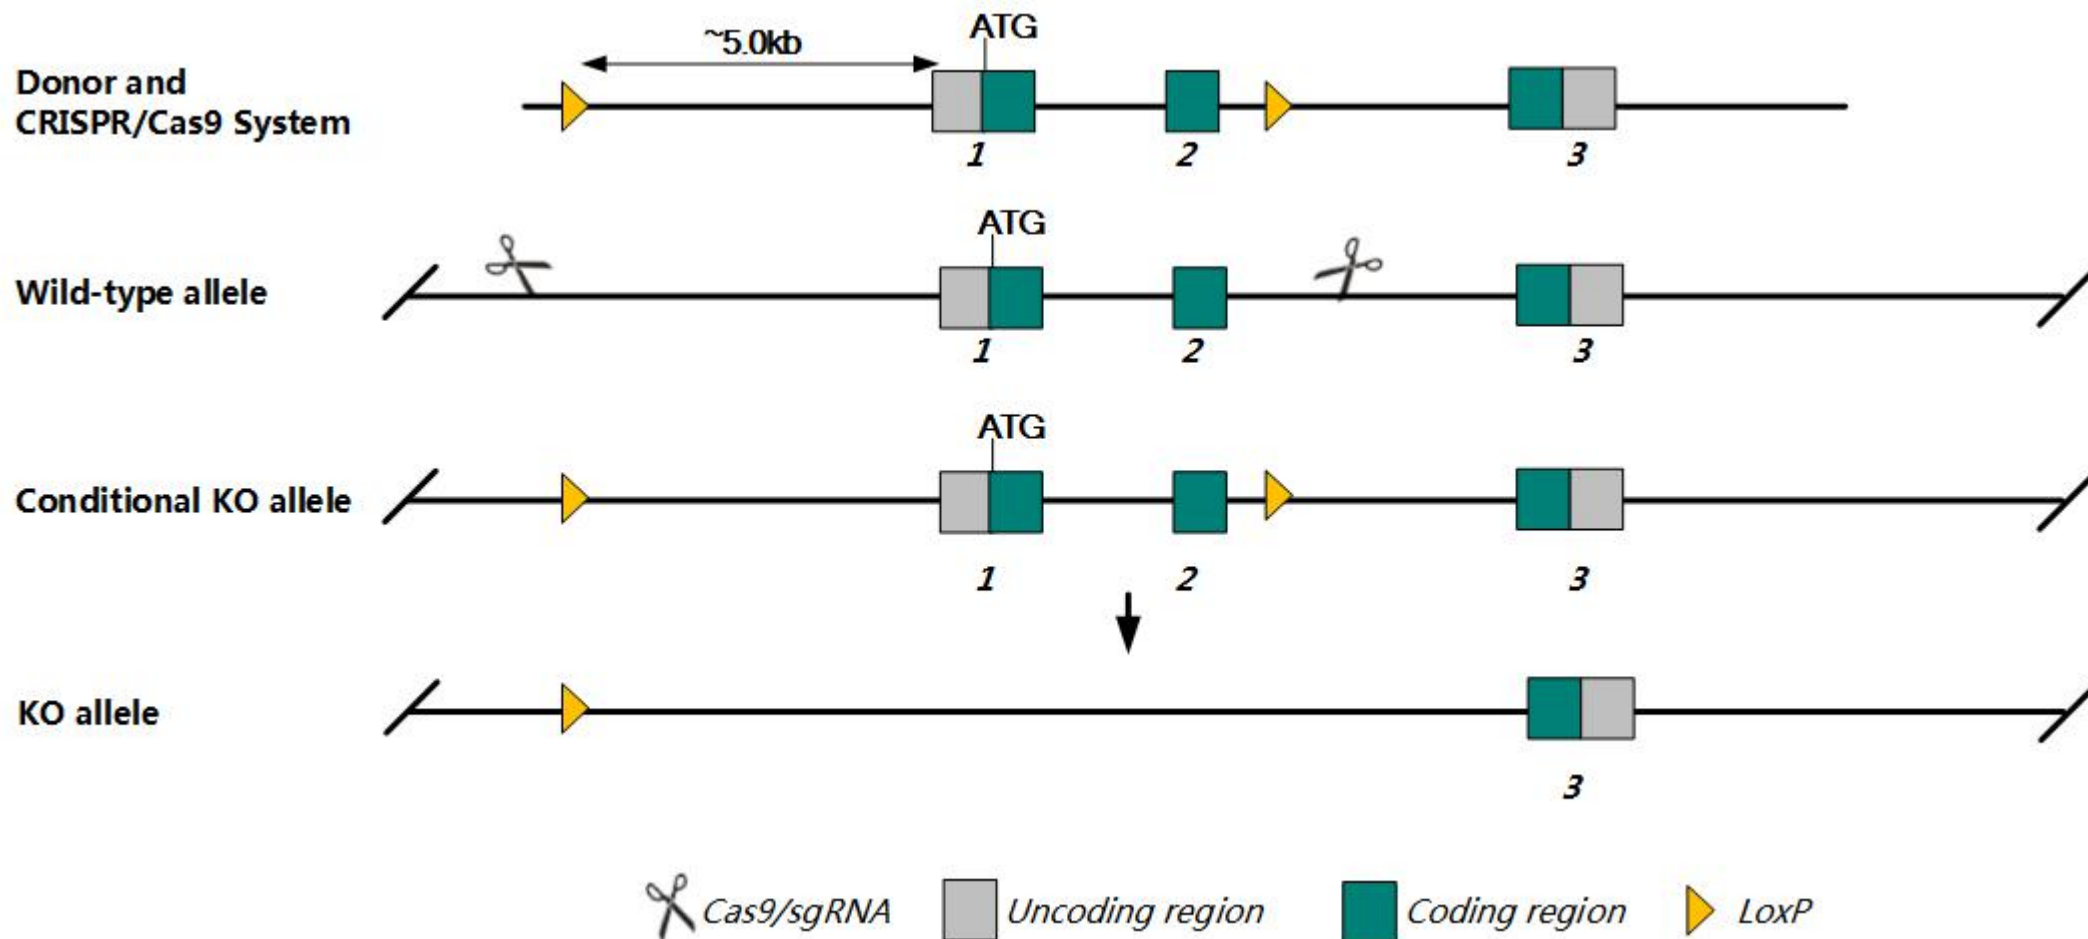 ~5.0kb
ATG
Donor and
CRISPR/Cas9 System
1 2 3
ATG
Wild-type allele
1 2 3
ATG
Conditional KO allele
1 2 3
KO allele
3
Cas9/sgRNA Uncoding region Coding region LoxP